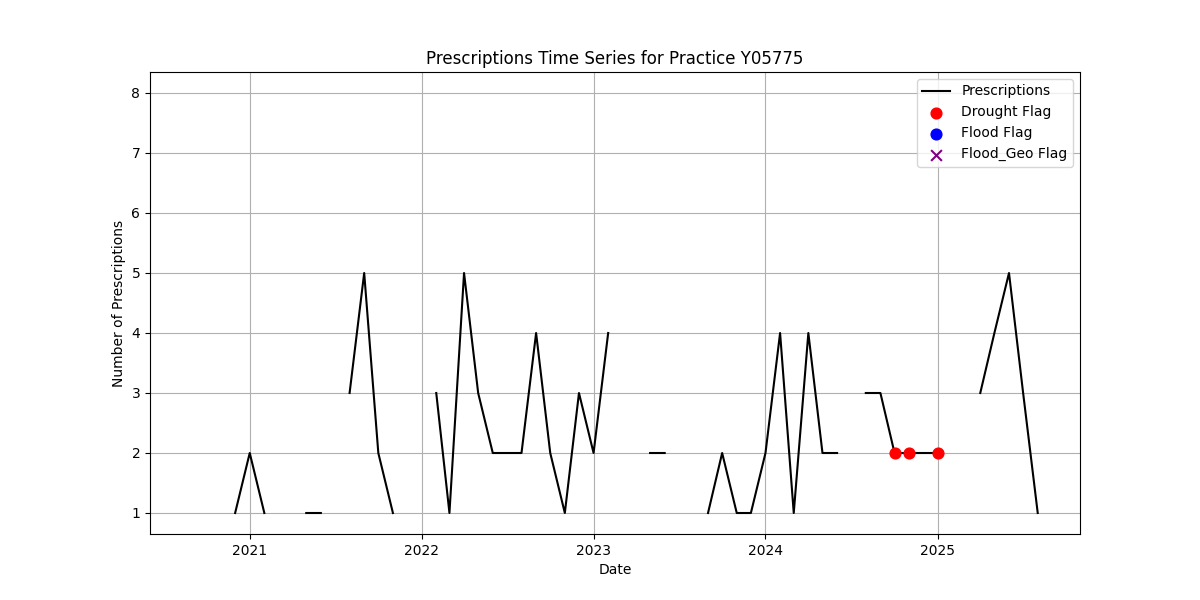 Prescriptions Time Series for Practice Y05775
Prescriptions
Drought Flag
Flood Flag
Flood_Geo Flag
Number of Prescriptions
8
7
6
5
4
3
2
1
2021 2022 2023 2024 2025
Date